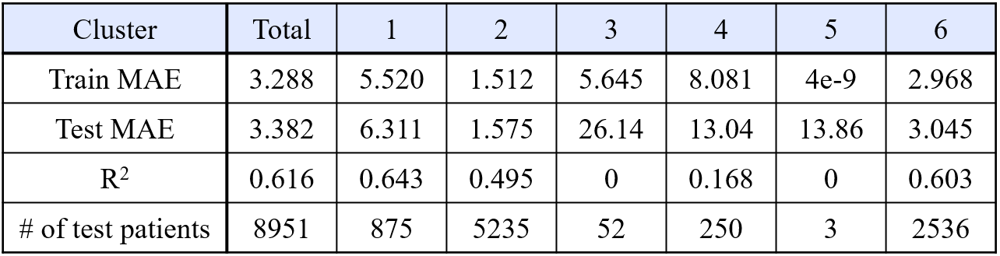 Cluster Total 1 2 3 4 5 6
Train MAE 3.288 5.520 1.512 5.645 8.081 4e-9 2.968
Test MAE 3.382 6.311 1.575 26.14 13.04 13.86 3.045
R² 0.616 0.643 0.495 0 0.168 0 0.603
# of test patients 8951 875 5235 52 250 3 2536